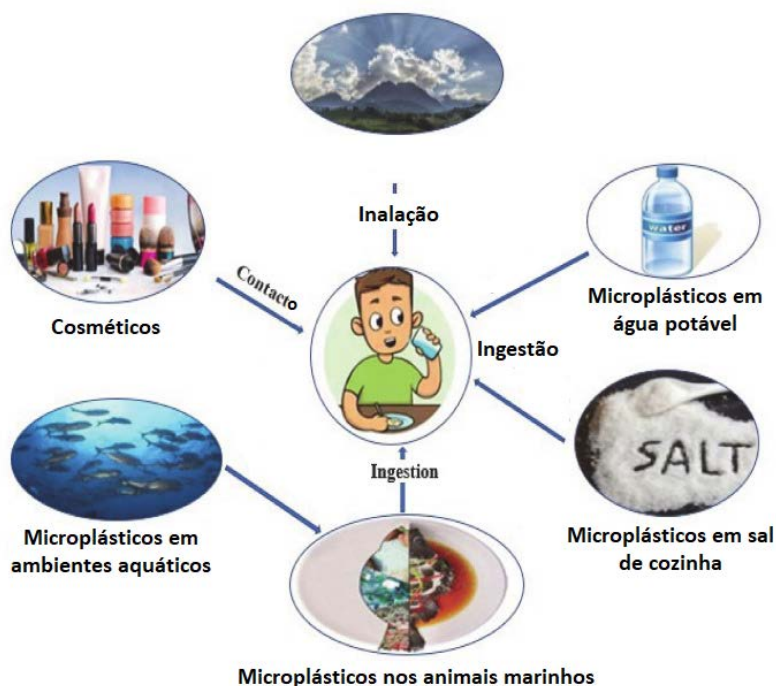 Inalação
Contacto
Cosméticos
water
Microplásticos em
água potável
Ingestão
SALT
Ingestion
Microplásticos em
ambientes aquáticos
Microplásticos em sal
de cozinha
Microplásticos nos animais marinhos